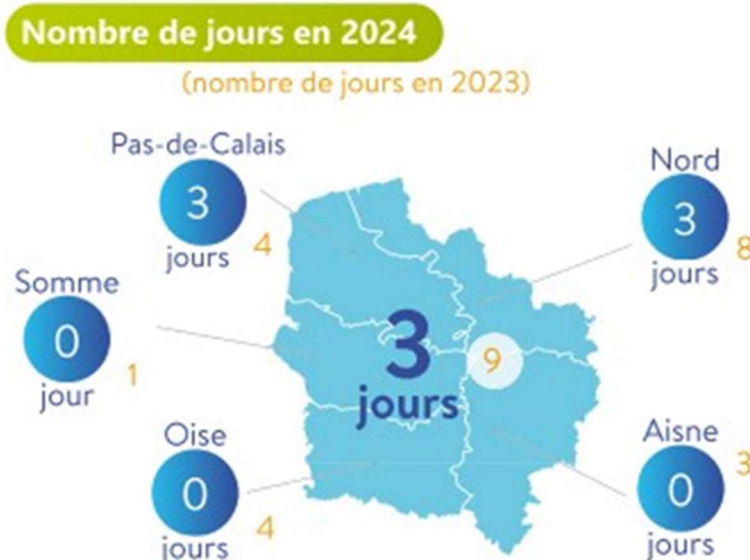 Nombre de jours en 2024
(nombre de jours en 2023)
Pas-de-Calais
3
jours
4
Nord
3
jours
8
Somme
0
jour
1
3
jours
9
Oise
0
jours
4
Aisne
0
jours
3